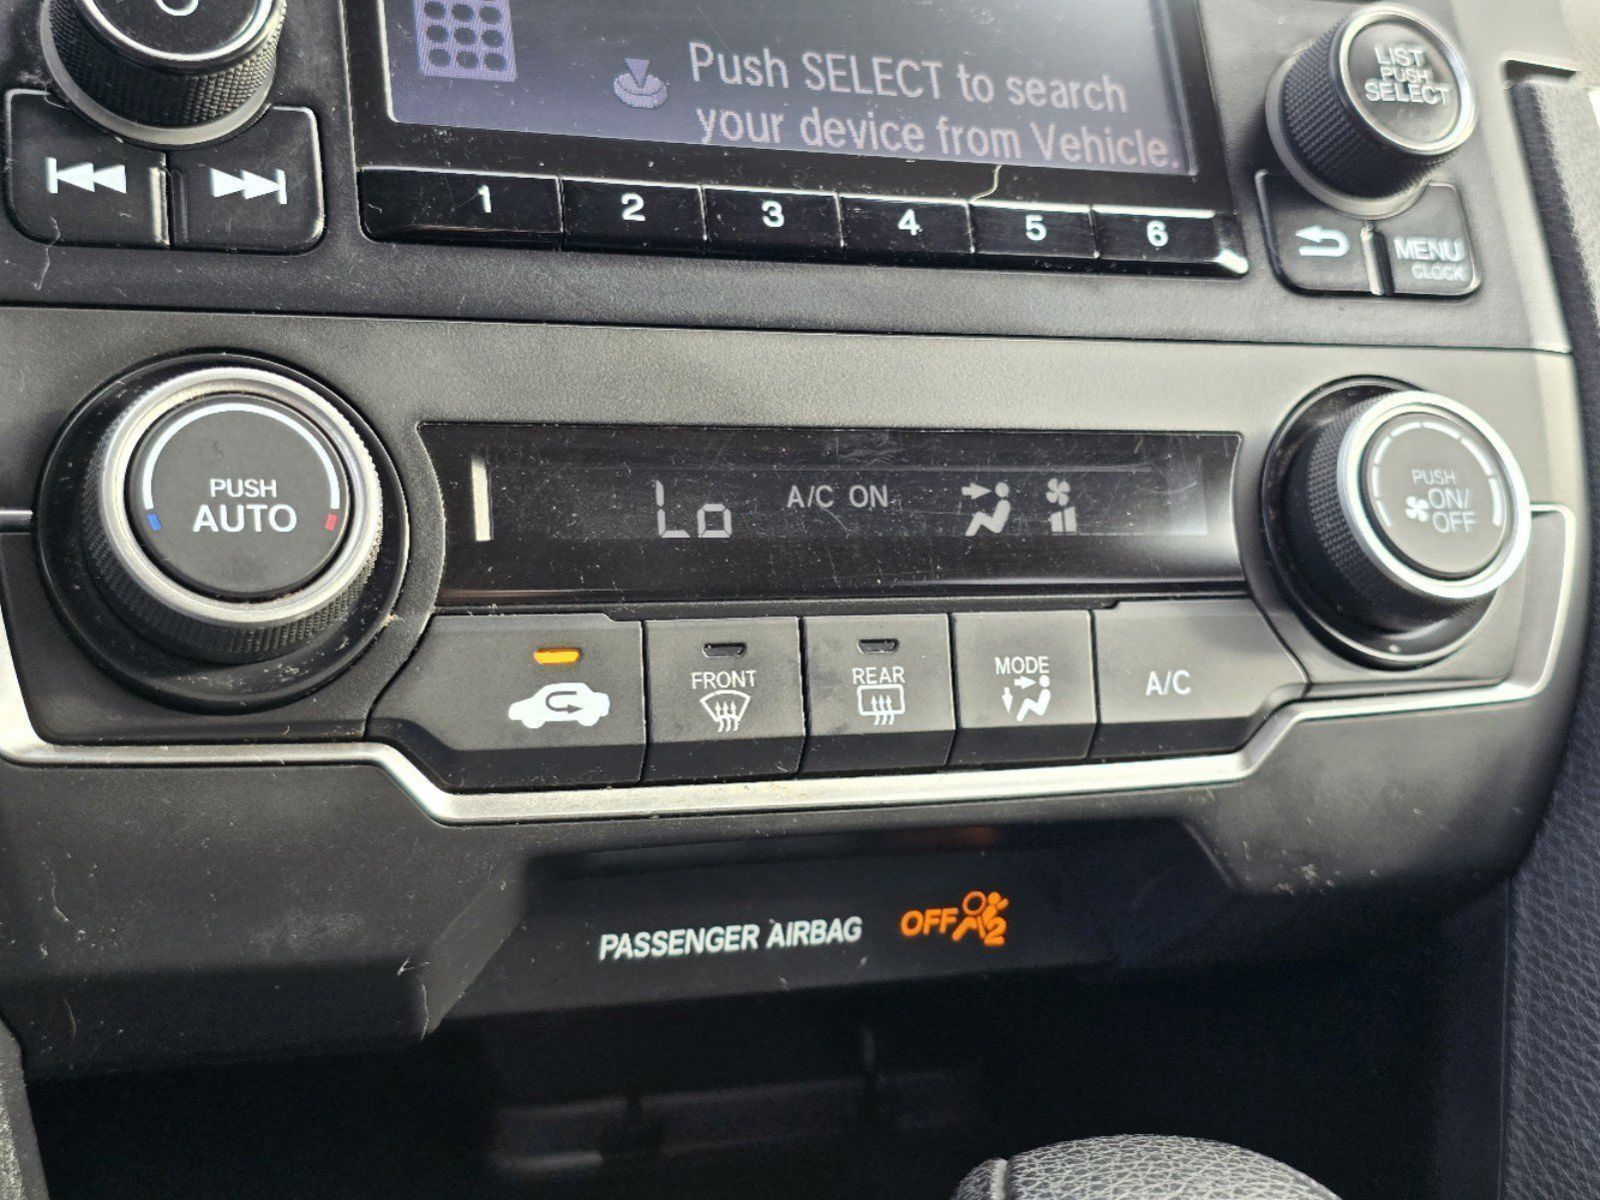 Push SELECT to search
your device from Vehicle.
LIST
PUSH
SELECT
1 2 3 4 5 6
MENU
CLOCK
PUSH
AUTO
Lo A/C ON
PUSH
ON/
OFF
FRONT
REAR
MODE
A/C
PASSENGER AIRBAG OFF 2